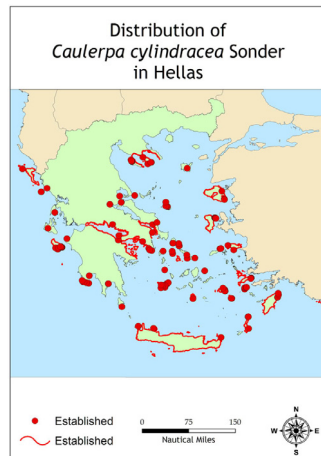 Distribution of
Caulerpa cylindracea Sonder
in Hellas
Established
Established
0 75 150
Nautical Miles
N
W E
S